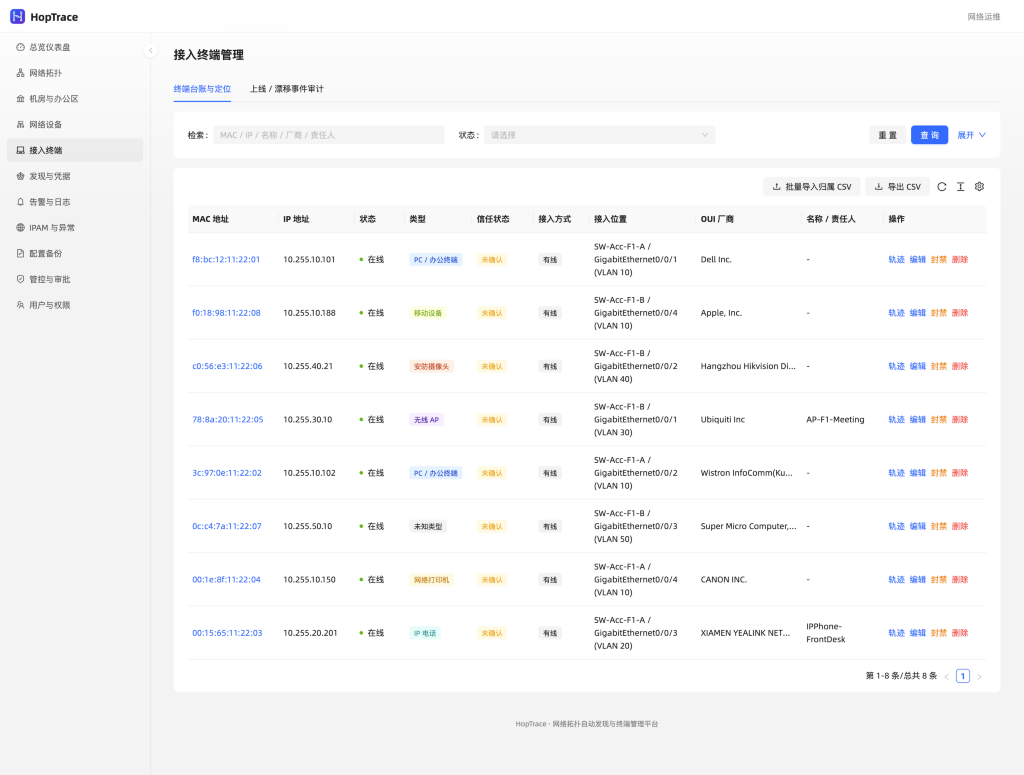 HopTrace
网络运维
总览仪表盘
网络拓扑
机房与办公区
网络设备
接入终端
发现与凭据
告警与日志
IPAM 与异常
配置备份
管控与审批
用户与权限
接入终端管理
终端台账与定位 上线 / 漂移事件审计
检索: MAC / IP / 名称 / 厂商 / 责任人 状态: 请选择 重 置 查 询 展开
批量导入归属 CSV 导出 CSV
MAC 地址 IP 地址 状态 类型 信任状态 接入方式 接入位置 OUI 厂商 名称 / 责任人 操作
f8:bc:12:11:22:01 10.255.10.101 在线 PC / 办公终端 未确认 有线 SW-Acc-F1-A / GigabitEthernet0/0/1 (VLAN 10) Dell Inc. - 轨迹 编辑 封禁 删除
f0:18:98:11:22:08 10.255.10.188 在线 移动设备 未确认 有线 SW-Acc-F1-B / GigabitEthernet0/0/4 (VLAN 10) Apple, Inc. - 轨迹 编辑 封禁 删除
c0:56:e3:11:22:06 10.255.40.21 在线 安防摄像头 未确认 有线 SW-Acc-F1-B / GigabitEthernet0/0/2 (VLAN 40) Hangzhou Hikvision Di... - 轨迹 编辑 封禁 删除
78:8a:20:11:22:05 10.255.30.10 在线 无线 AP 未确认 有线 SW-Acc-F1-B / GigabitEthernet0/0/1 (VLAN 30) Ubiquiti Inc AP-F1-Meeting 轨迹 编辑 封禁 删除
3c:97:0e:11:22:02 10.255.10.102 在线 PC / 办公终端 未确认 有线 SW-Acc-F1-A / GigabitEthernet0/0/2 (VLAN 10) Wistron InfoComm(Ku... - 轨迹 编辑 封禁 删除
0c:c4:7a:11:22:07 10.255.50.10 在线 未知类型 未确认 有线 SW-Acc-F1-B / GigabitEthernet0/0/3 (VLAN 50) Super Micro Computer,... - 轨迹 编辑 封禁 删除
00:1e:8f:11:22:04 10.255.10.150 在线 网络打印机 未确认 有线 SW-Acc-F1-A / GigabitEthernet0/0/4 (VLAN 10) CANON INC. - 轨迹 编辑 封禁 删除
00:15:65:11:22:03 10.255.20.201 在线 IP 电话 未确认 有线 SW-Acc-F1-A / GigabitEthernet0/0/3 (VLAN 20) XIAMEN YEALINK NET... IPPhone-FrontDesk 轨迹 编辑 封禁 删除
第 1-8 条/总共 8 条 1
HopTrace · 网络拓扑自动发现与终端管理平台